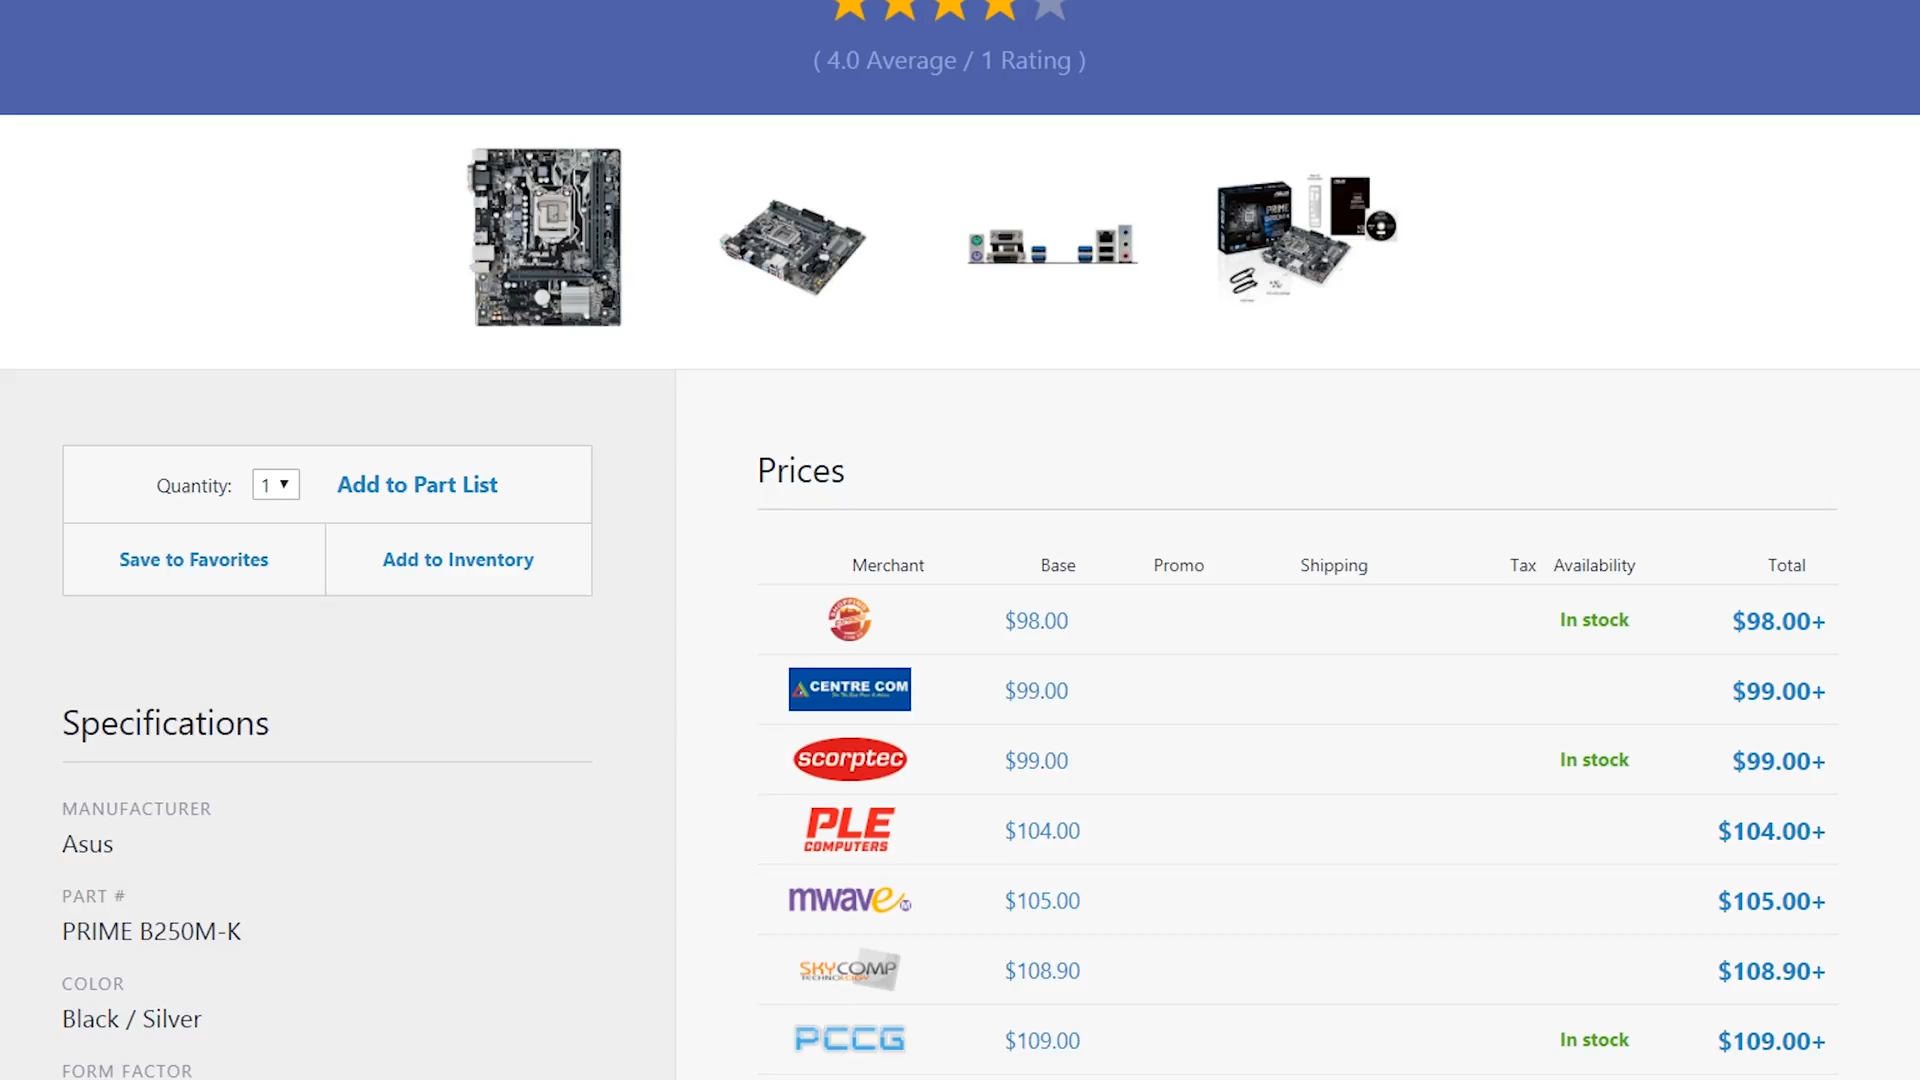 ( 4.0 Average / 1 Rating )
PRIME
Quantity: 1 Add to Part List
Save to Favorites Add to Inventory
Specifications
MANUFACTURER
Asus
PART #
PRIME B250M-K
COLOR
Black / Silver
FORM FACTOR
Prices
Merchant Base Promo Shipping Tax Availability Total
SHOPPING EXPRESS $98.00 In stock $98.00+
CENTRE COM $99.00 $99.00+
scorptec $99.00 In stock $99.00+
PLE COMPUTERS $104.00 $104.00+
mwave $105.00 $105.00+
SKYCOMP TECHNOLOGY $108.90 $108.90+
PCCG $109.00 In stock $109.00+